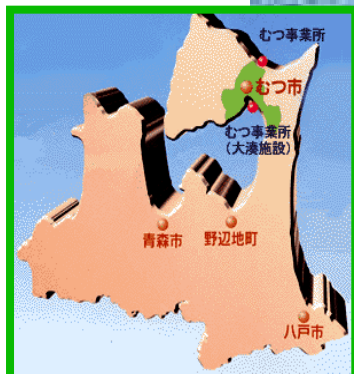 むつ事業所
むつ市
むつ事業所
（大湊施設）
青森市
野辺地町
八戸市